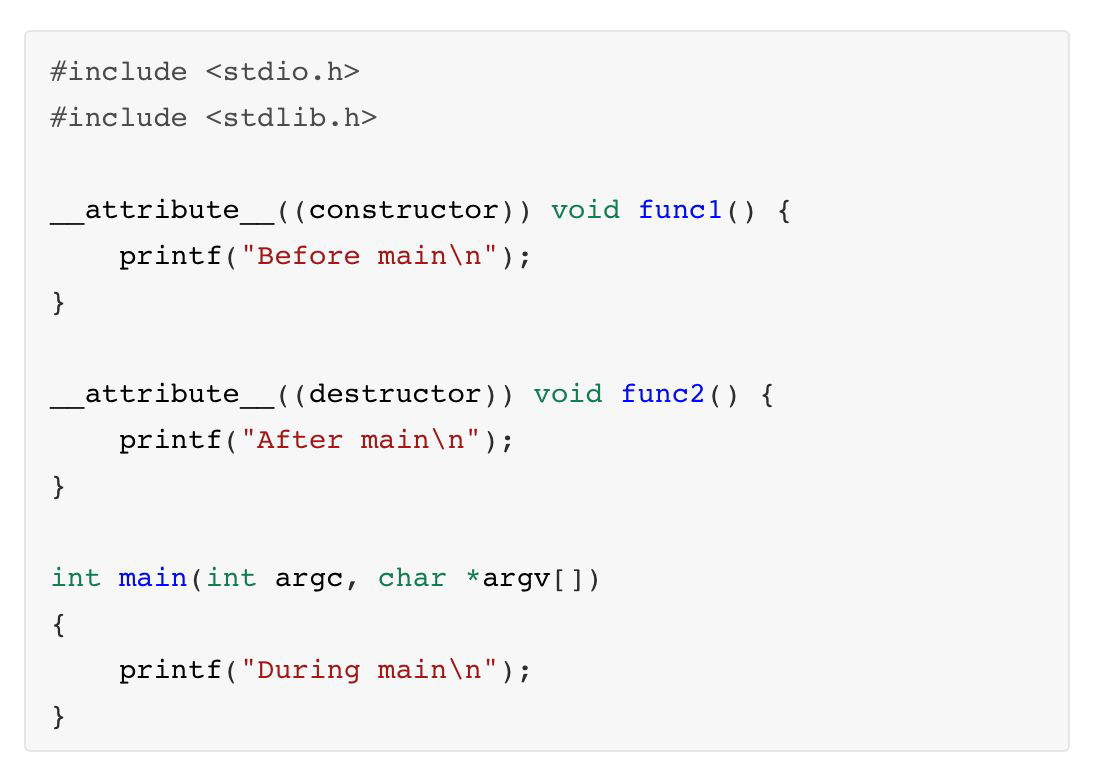 #include <stdio.h>
#include <stdlib.h>
__attribute__((constructor)) void func1() {
    printf("Before main\n");
}
__attribute__((destructor)) void func2() {
    printf("After main\n");
}
int main(int argc, char *argv[])
{
    printf("During main\n");
}